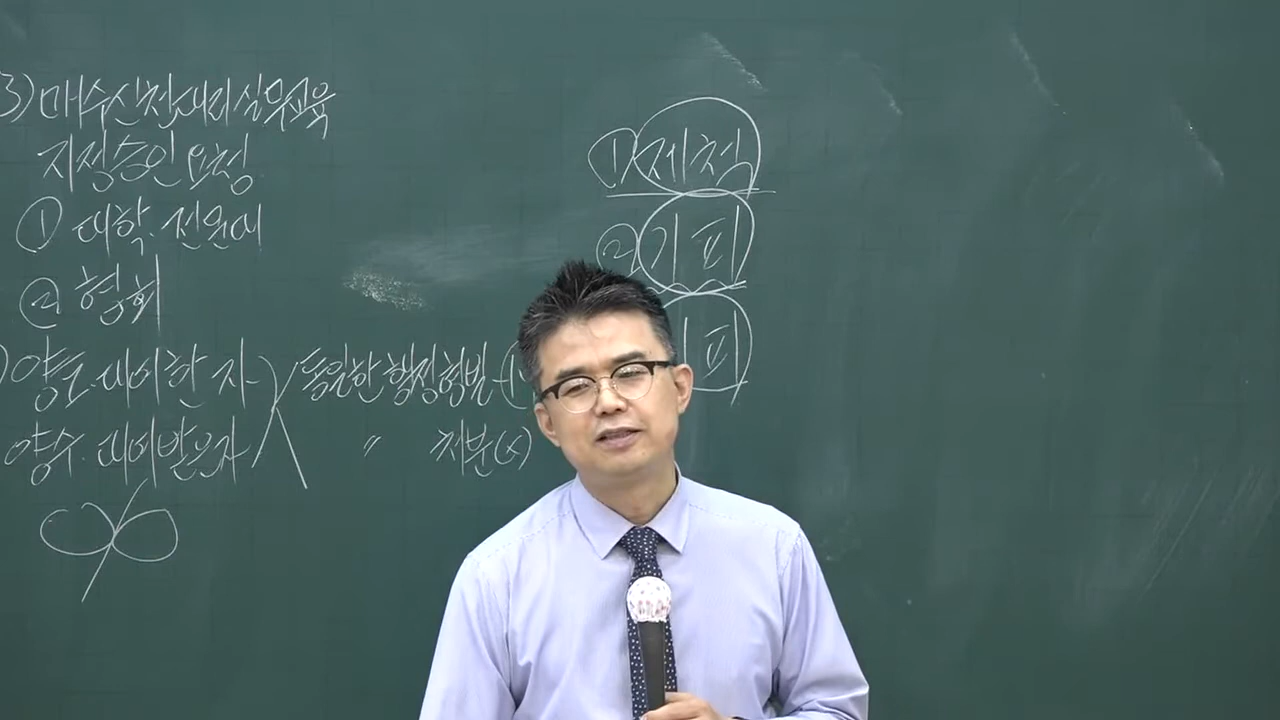 3) 매수신청대리실무교육
지정승인 요청
① 대학. 전문대
② 협회
) 양도. 대여한 자
동일한 행정형벌
양수. 대여받은자
〃 처분(x)
① 제척
② 기피
피